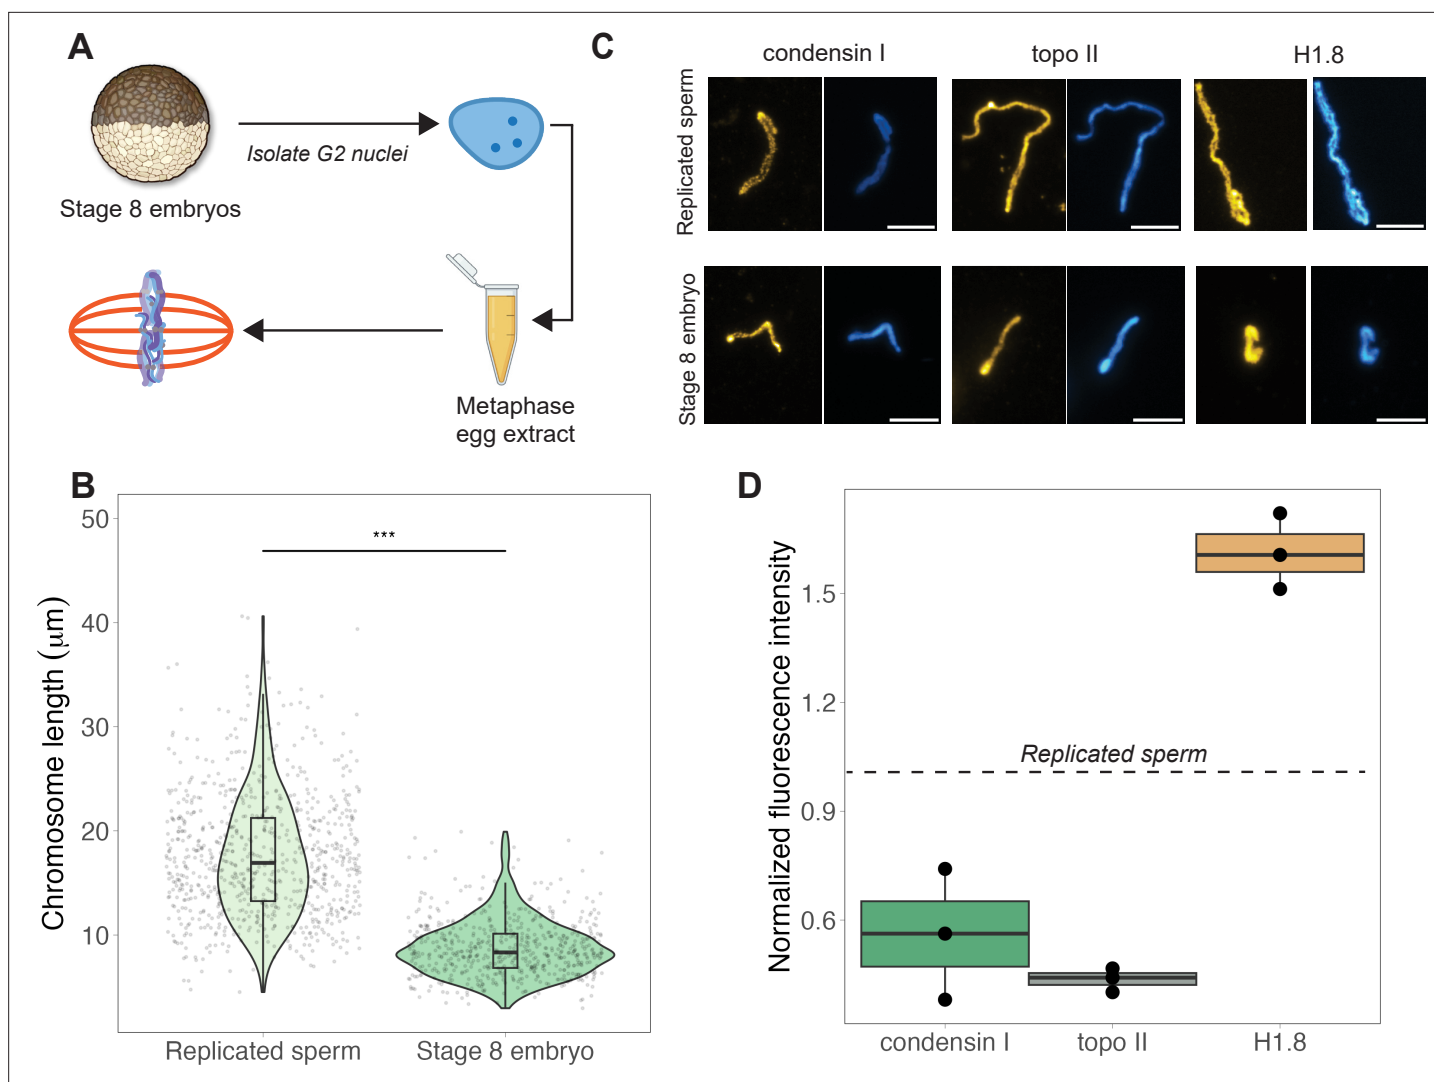 A
Stage 8 embryos
Isolate G2 nuclei
Metaphase
egg extract
C
condensin I
topo II
H1.8
Replicated sperm
Stage 8 embryo
B
Chromosome length (μm)
50
40
30
20
10
***
Replicated sperm
Stage 8 embryo
D
Normalized fluorescence intensity
1.5
1.2
0.9
0.6
Replicated sperm
condensin I
topo II
H1.8